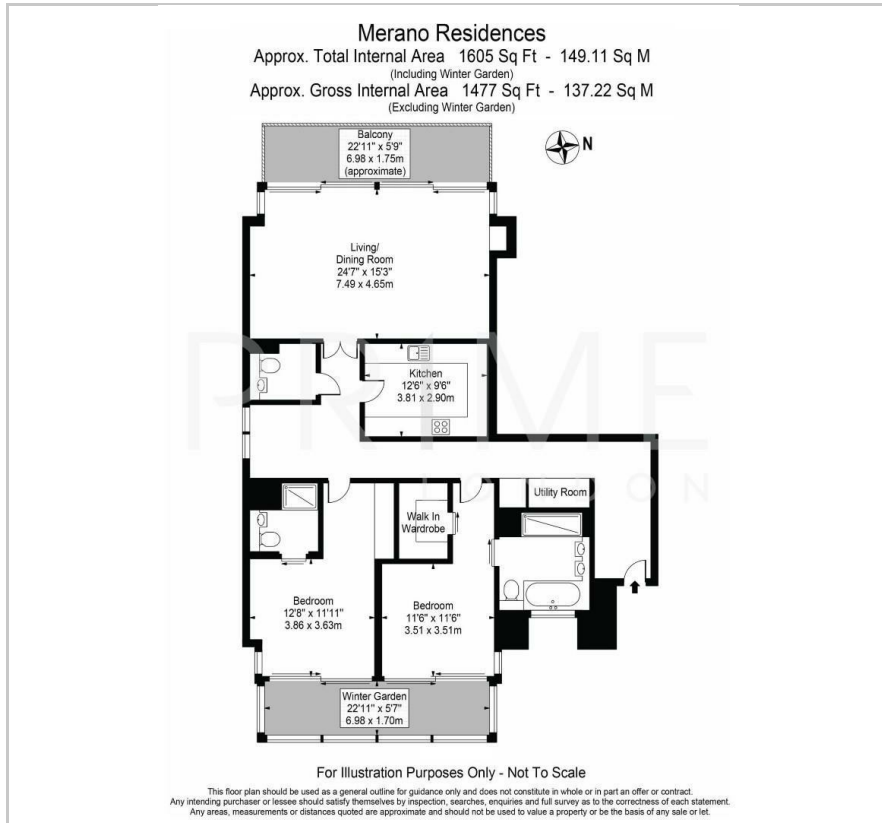 Merano Residences
Approx. Total Internal Area 1605 Sq Ft - 149.11 Sq M
(Including Winter Garden)
Approx. Gross Internal Area 1477 Sq Ft - 137.22 Sq M
(Excluding Winter Garden)
Balcony
22'11" x 5'9"
6.98 x 1.75m
(approximate)
N
Living/
Dining Room
24'7" x 15'3"
7.49 x 4.65m
Kitchen
12'6" x 9'6"
3.81 x 2.90m
PRIME
LONDON
Utility Room
Walk In
Wardrobe
Bedroom
12'8" x 11'11"
3.86 x 3.63m
Bedroom
11'6" x 11'6"
3.51 x 3.51m
Winter Garden
22'11" x 5'7"
6.98 x 1.70m
For Illustration Purposes Only - Not To Scale
This floor plan should be used as a general outline for guidance only and does not constitute in whole or in part an offer or contract.
Any intending purchaser or lessee should satisfy themselves by inspection, searches, enquiries and full survey as to the correctness of each statement.
Any areas, measurements or distances quoted are approximate and should not be used to value a property or be the basis of any sale or let.